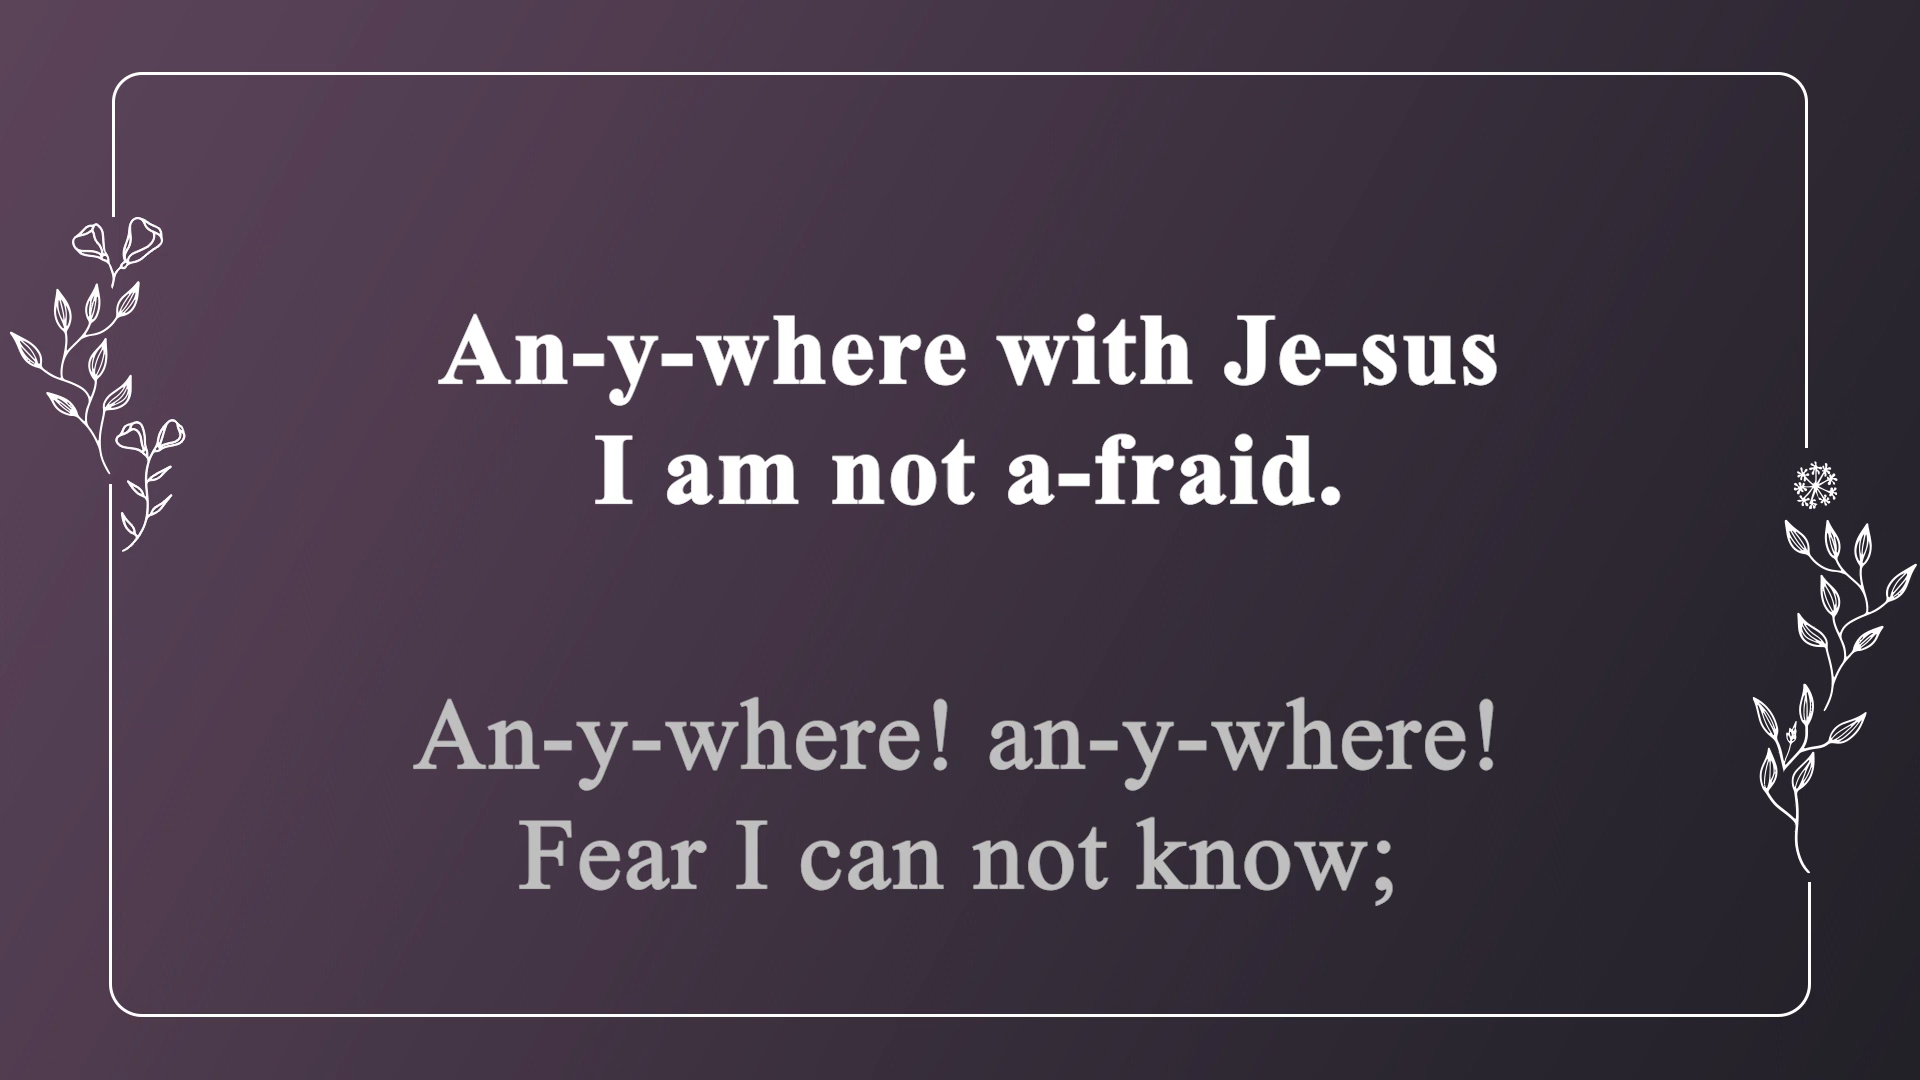 An-y-where with Je-sus
I am not a-fraid.
An-y-where! an-y-where!
Fear I can not know;